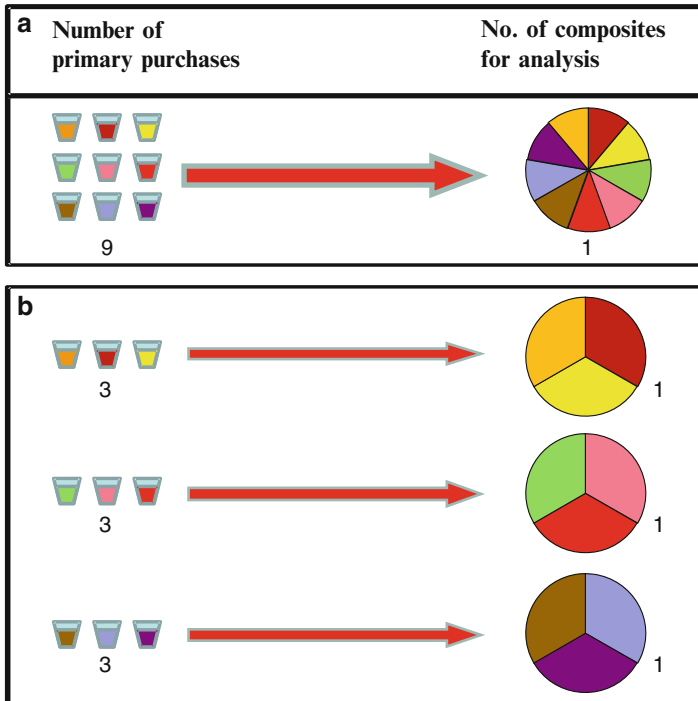 a
Number of
primary purchases
No. of composites
for analysis
9
1
b
3
1
3
1
3
1